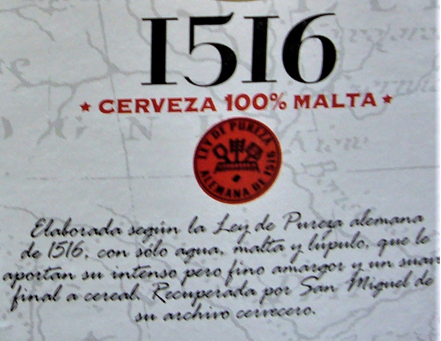 1516
★ CERVEZA 100% MALTA ★
LEY DE PUREZA
ALEMANA DE 1516
Elaborada según la Ley de Pureza alemana
de 1516, con sólo agua, malta y lúpulo, que le
aportan su intenso pero fino amargor y un suave
final a cereal. Recuperada por San Miguel de
su archivo cervecero.